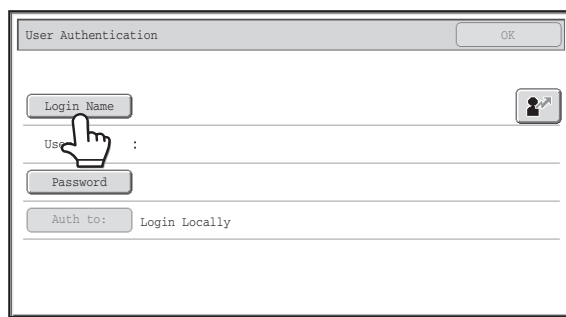 User Authentication OK
Login Name
:
Password
Auth to: Login Locally